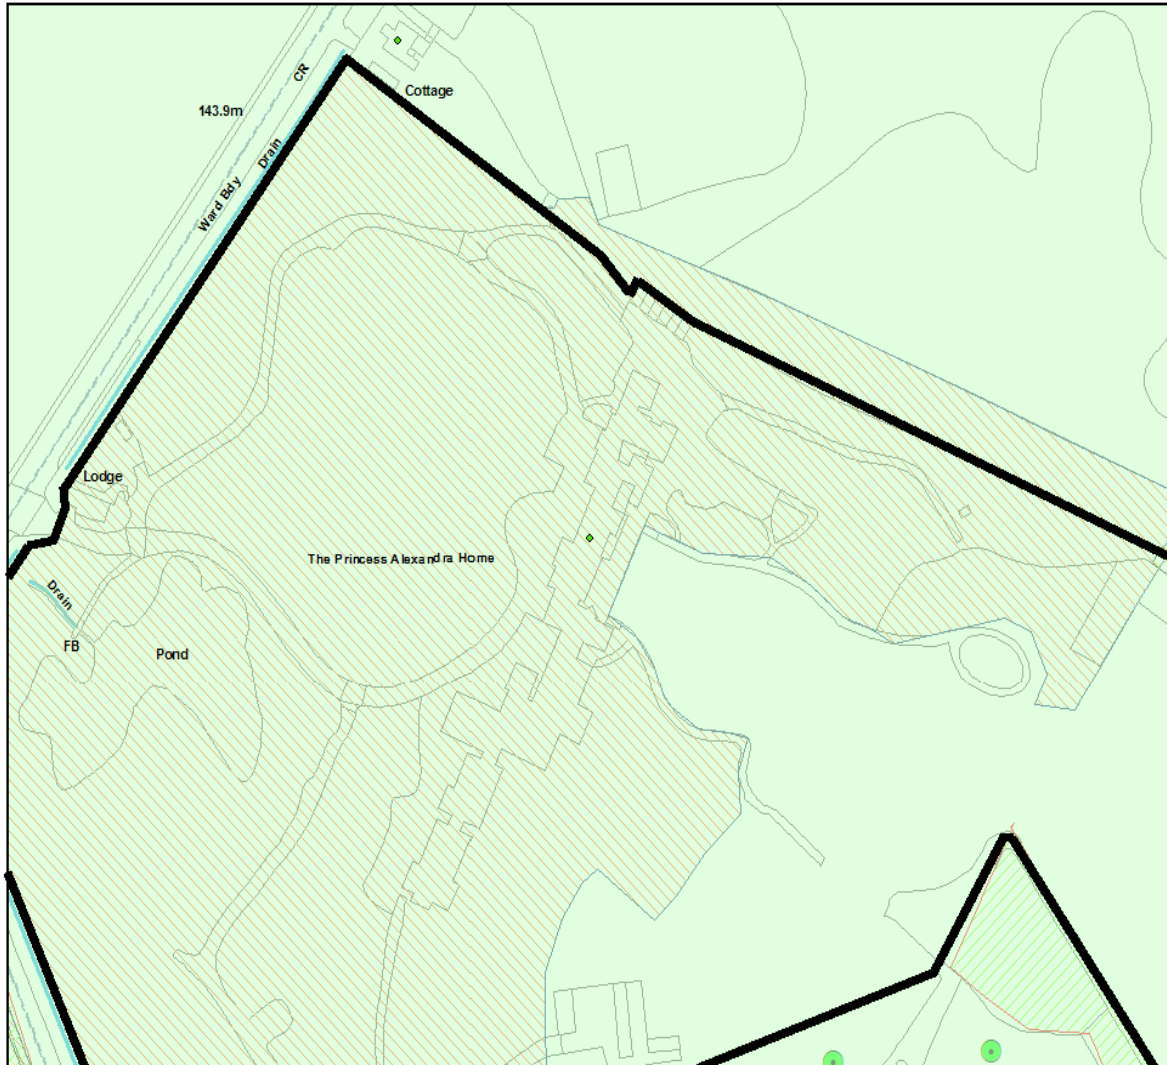 CR
Cottage
143.9m
Drain
Ward Bdy
Lodge
The Princess Alexandra Home
Drain
FB
Pond